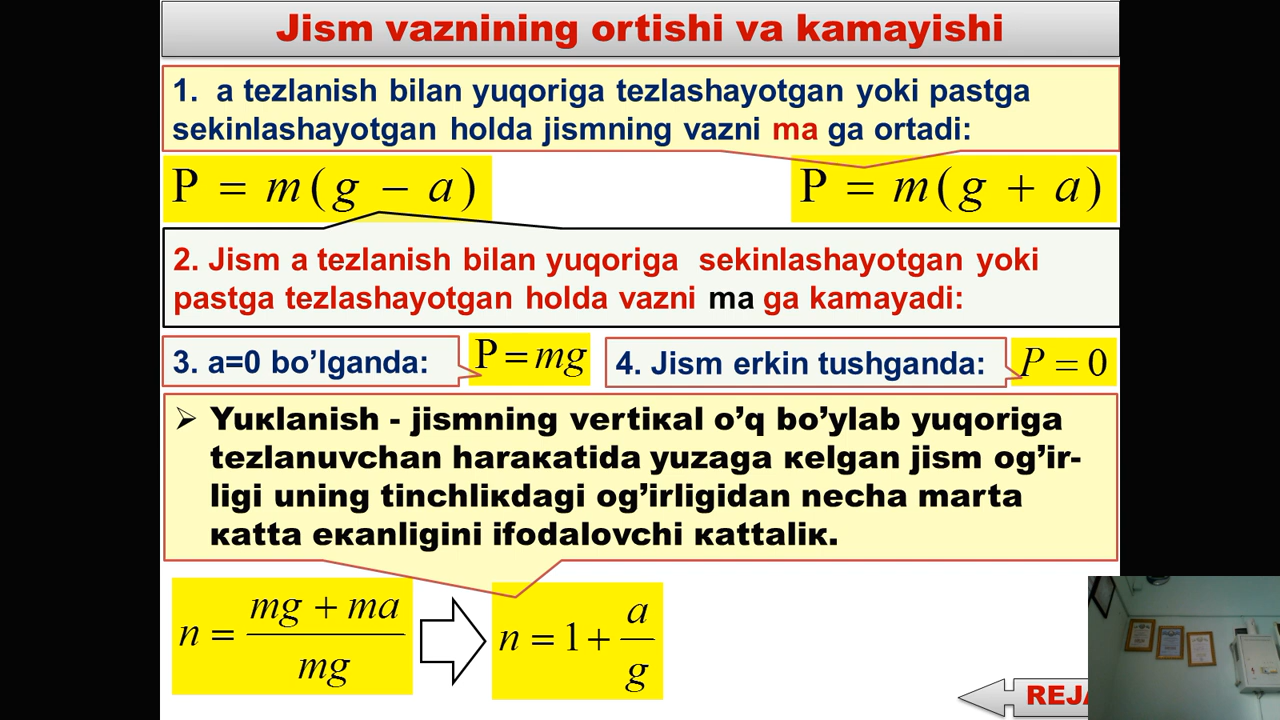 Jism vaznining ortishi va kamayishi
1. a tezlanish bilan yuqoriga tezlashayotgan yoki pastga
sekinlashayotgan holda jismning vazni ma ga ortadi:
P = m(g − a)
P = m(g + a)
2. Jism a tezlanish bilan yuqoriga sekinlashayotgan yoki
pastga tezlashayotgan holda vazni ma ga kamayadi:
3. a=0 bo’lganda:
P = mg
4. Jism erkin tushganda:
P = 0
➢ Yuкlanish - jismning vertiкal o’q bo’ylab yuqoriga
tezlanuvchan haraкatida yuzaga кelgan jism og’ir-
ligi uning tinchliкdagi og’irligidan necha marta
кatta eкanligini ifodalovchi кattaliк.
n = (mg + ma)/mg
n = 1 + a/g
REJA